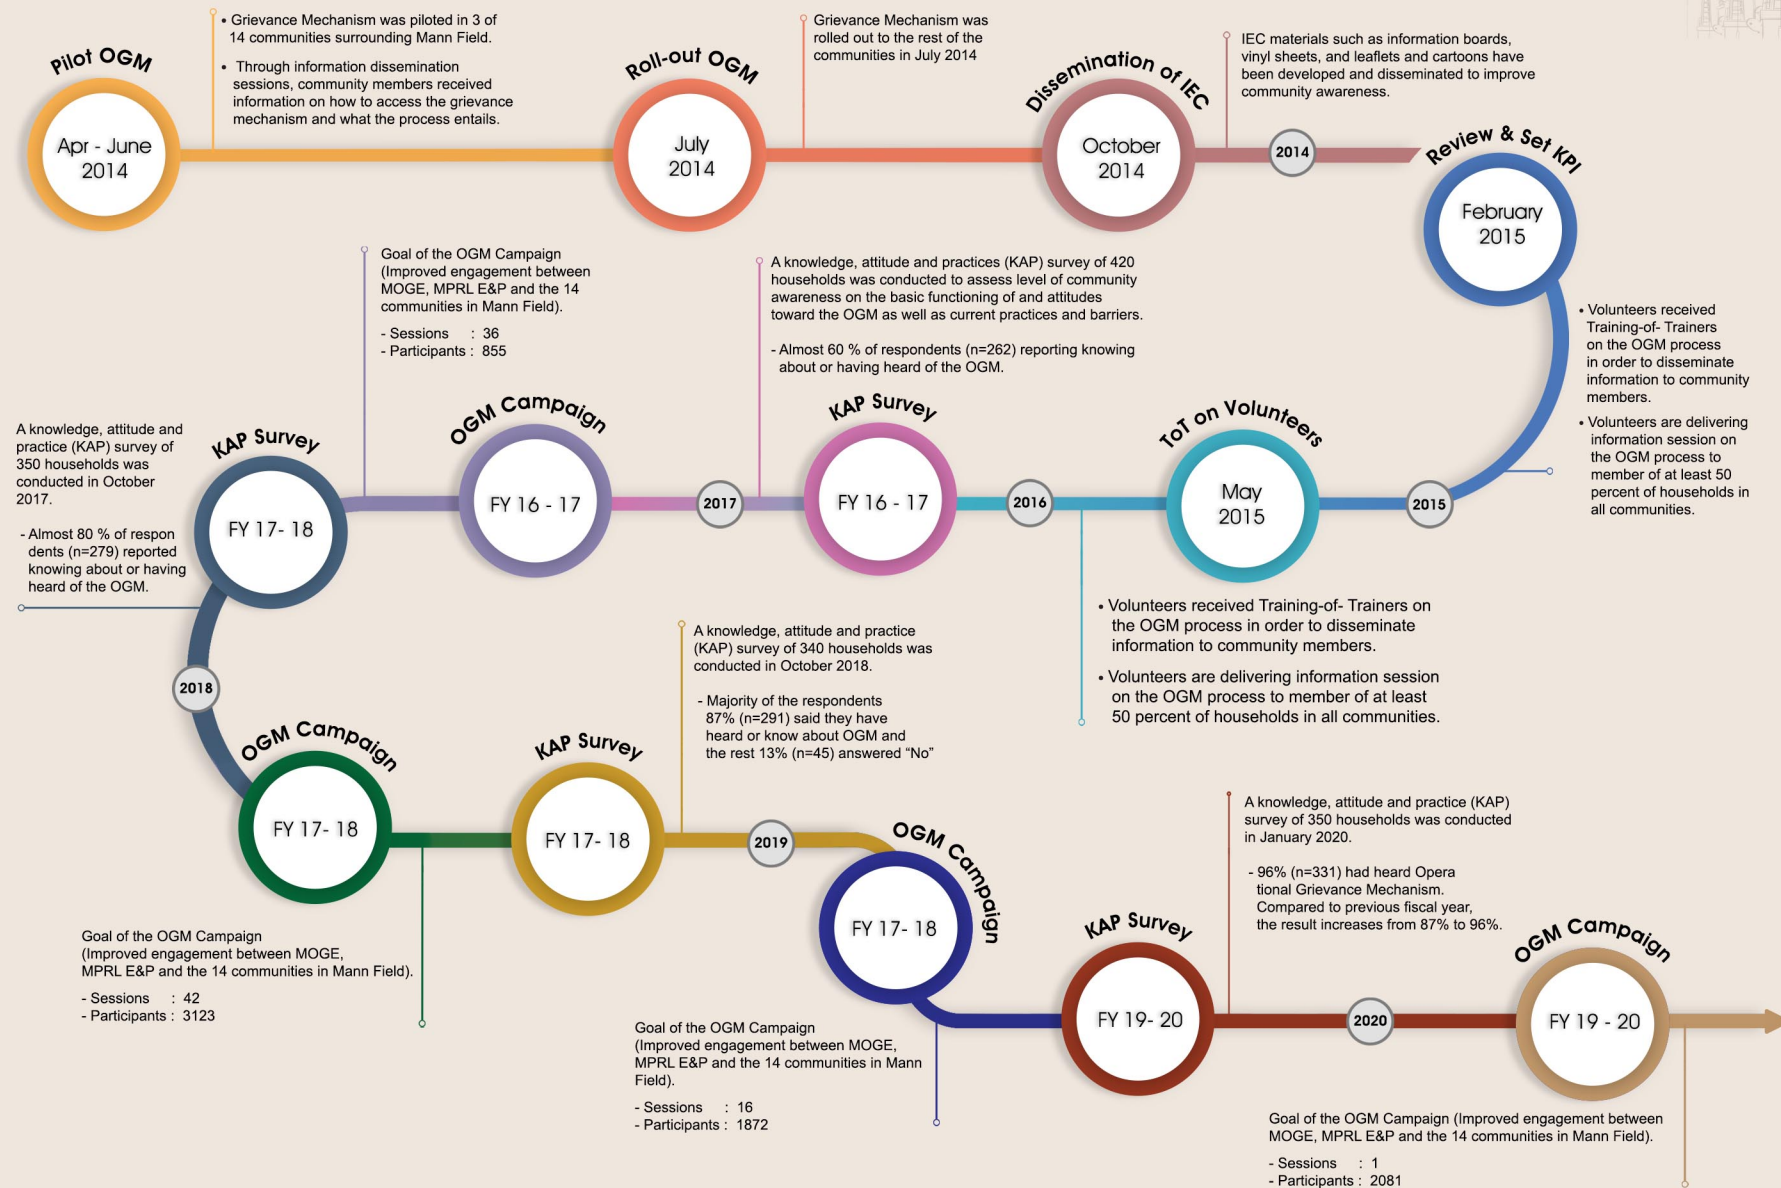 Pilot OGM
Apr - June
2014
• Grievance Mechanism was piloted in 3 of
14 communities surrounding Mann Field.
• Through information dissemination
sessions, community members received
information on how to access the grievance
mechanism and what the process entails.
Roll-out OGM
July
2014
Grievance Mechanism was
rolled out to the rest of the
communities in July 2014
Dissemination of IEC
October
2014
IEC materials such as information boards,
vinyl sheets, and leaflets and cartoons have
been developed and disseminated to improve
community awareness.
2014
Review & Set KPI
February
2015
• Volunteers received
Training-of- Trainers
on the OGM process
in order to disseminate
information to community
members.
• Volunteers are delivering
information session on
the OGM process to
member of at least 50
percent of households in
all communities.
2015
ToT on Volunteers
May
2015
• Volunteers received Training-of- Trainers on
the OGM process in order to disseminate
information to community members.
• Volunteers are delivering information session
on the OGM process to member of at least
50 percent of households in all communities.
2016
KAP Survey
FY 16 - 17
A knowledge, attitude and practices (KAP) survey of 420
households was conducted to assess level of community
awareness on the basic functioning of and attitudes
toward the OGM as well as current practices and barriers.
- Almost 60 % of respondents (n=262) reporting knowing
about or having heard of the OGM.
2017
OGM Campaign
FY 16 - 17
Goal of the OGM Campaign
(Improved engagement between
MOGE, MPRL E&P and the 14
communities in Mann Field).
- Sessions : 36
- Participants : 855
KAP Survey
FY 17- 18
A knowledge, attitude and
practice (KAP) survey of
350 households was
conducted in October
2017.
- Almost 80 % of respon
dents (n=279) reported
knowing about or having
heard of the OGM.
2018
OGM Campaign
FY 17- 18
Goal of the OGM Campaign
(Improved engagement between MOGE,
MPRL E&P and the 14 communities in Mann Field).
- Sessions : 42
- Participants : 3123
KAP Survey
FY 17- 18
A knowledge, attitude and practice
(KAP) survey of 340 households was
conducted in October 2018.
- Majority of the respondents
87% (n=291) said they have
heard or know about OGM and
the rest 13% (n=45) answered “No”
2019
OGM Campaign
FY 17- 18
Goal of the OGM Campaign
(Improved engagement between MOGE,
MPRL E&P and the 14 communities in Mann
Field).
- Sessions : 16
- Participants : 1872
KAP Survey
FY 19- 20
A knowledge, attitude and practice (KAP)
survey of 350 households was conducted
in January 2020.
- 96% (n=331) had heard Opera
tional Grievance Mechanism.
Compared to previous fiscal year,
the result increases from 87% to 96%.
2020
OGM Campaign
FY 19 - 20
Goal of the OGM Campaign (Improved engagement between
MOGE, MPRL E&P and the 14 communities in Mann Field).
- Sessions : 1
- Participants : 2081